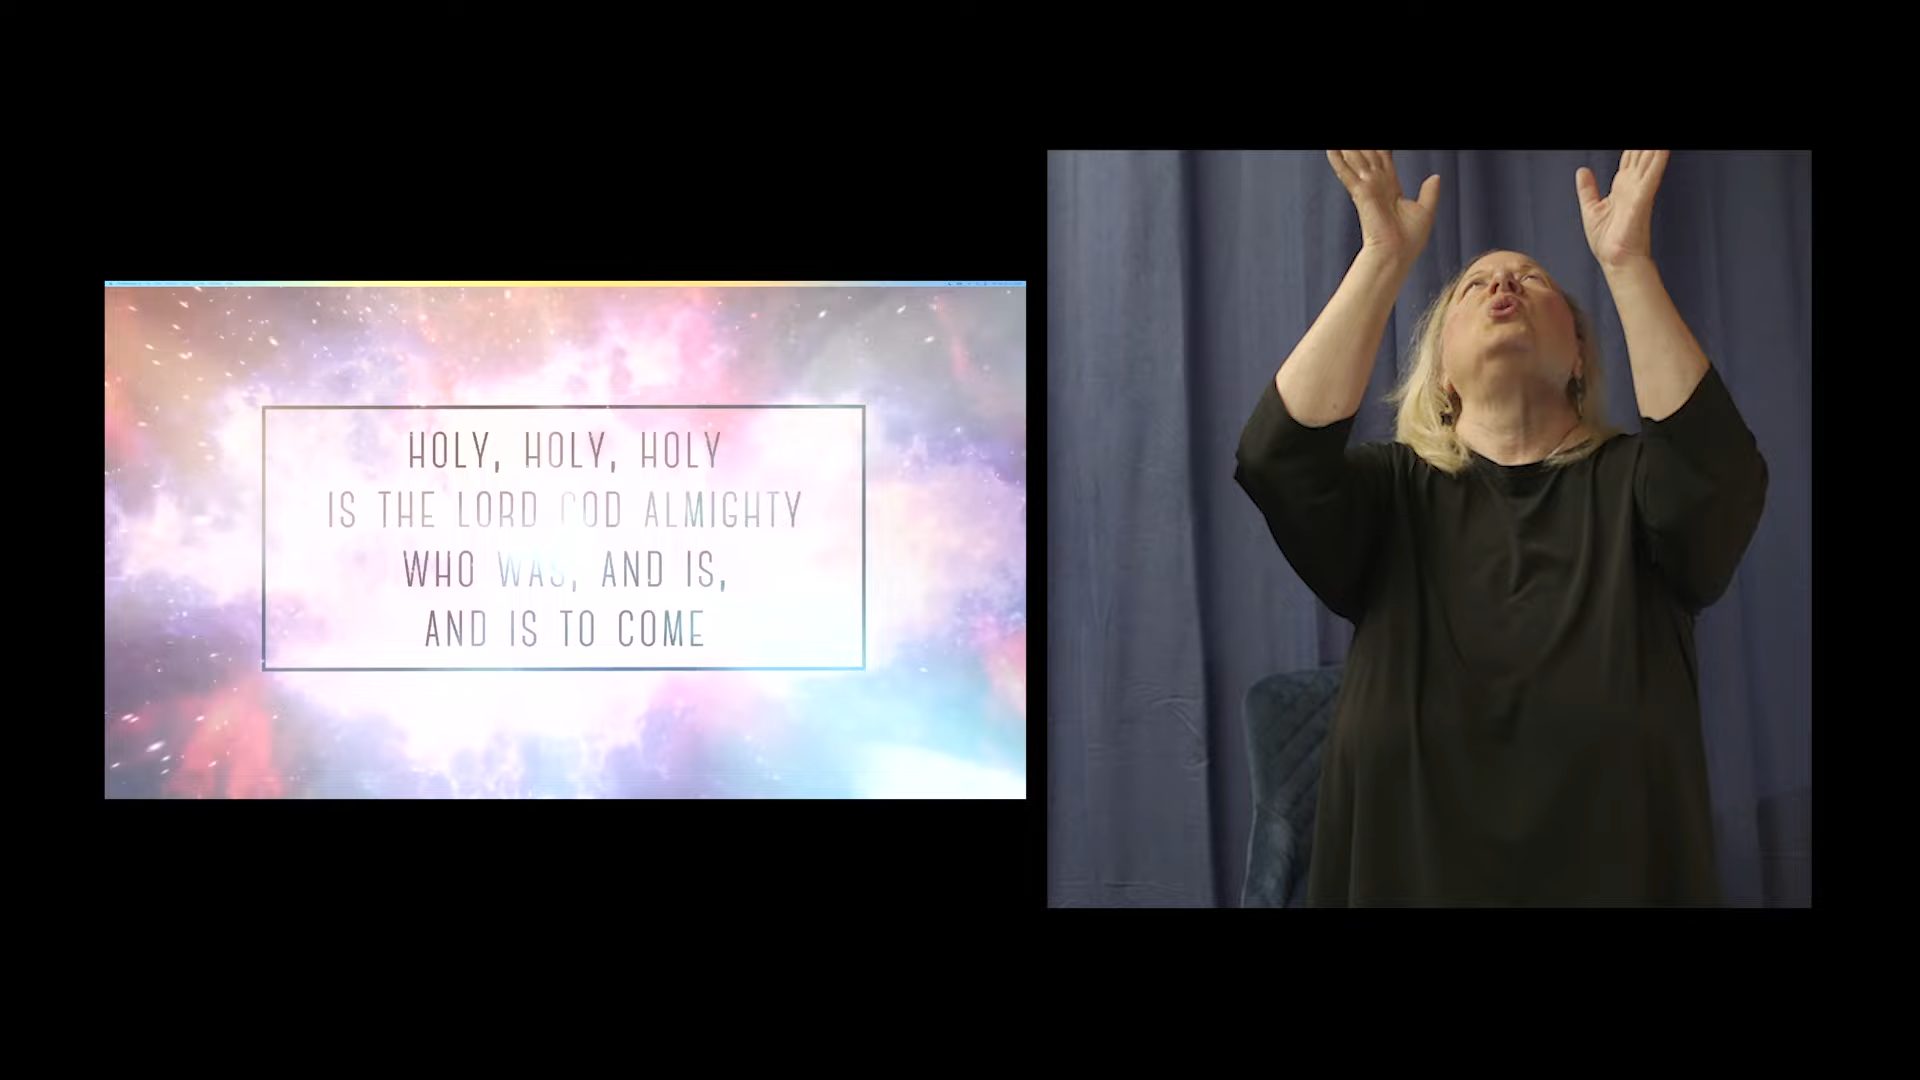 HOLY, HOLY, HOLY
IS THE LORD GOD ALMIGHTY
WHO WAS, AND IS,
AND IS TO COME